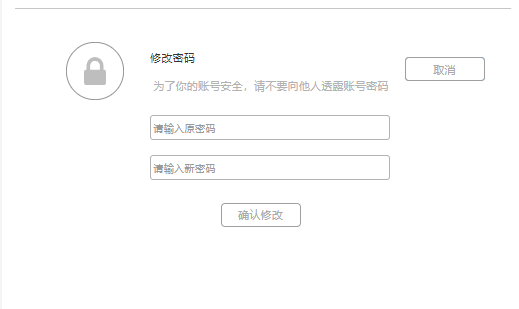 修改密码
为了你的账号安全，请不要向他人透露账号密码
取消
请输入原密码
请输入新密码
确认修改